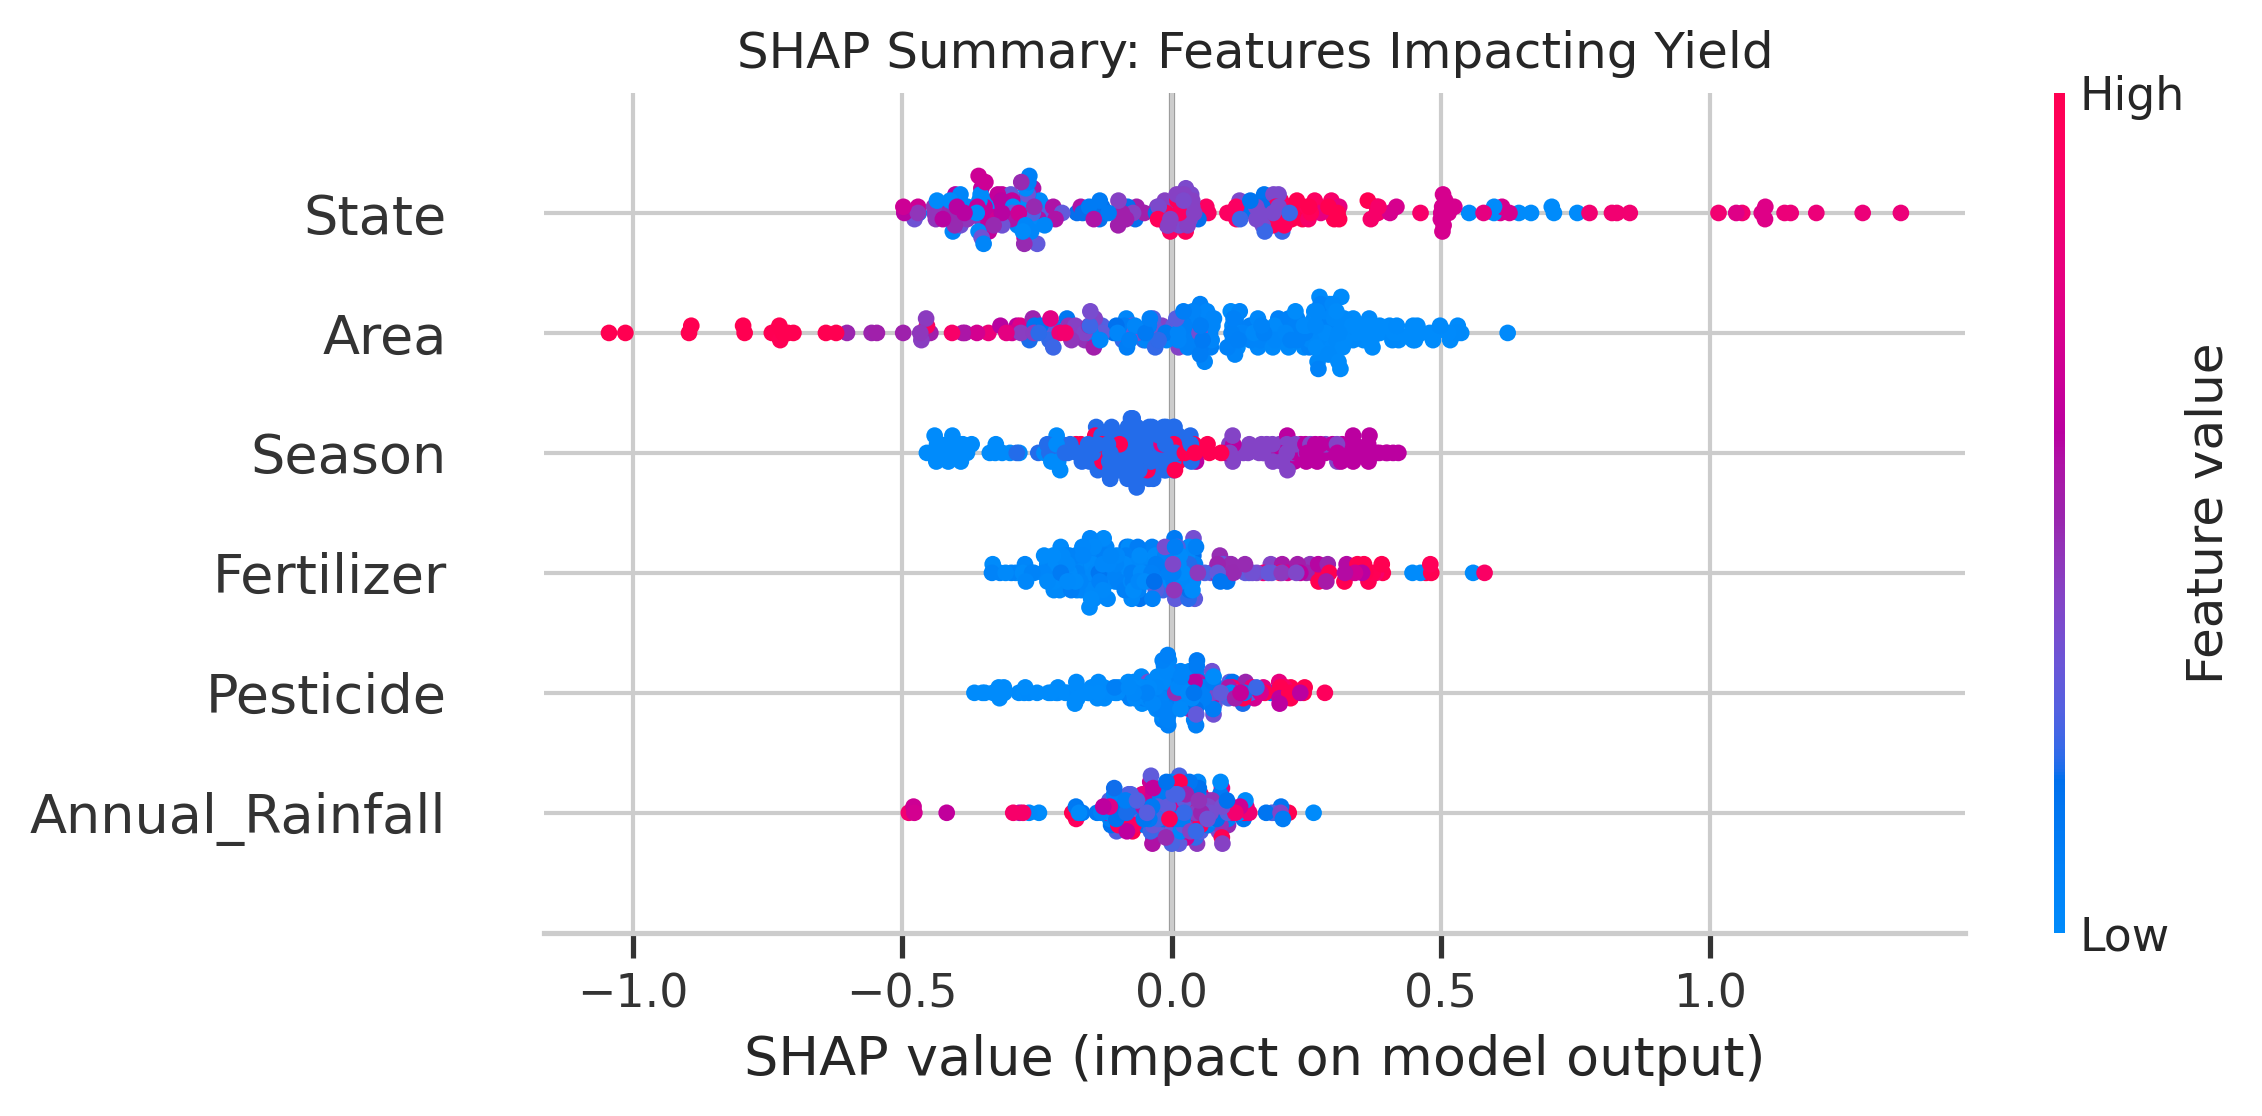 SHAP Summary: Features Impacting Yield
High
State
Area
Season
Fertilizer
Pesticide
Annual_Rainfall
Feature value
Low
−1.0
−0.5
0.0
0.5
1.0
SHAP value (impact on model output)